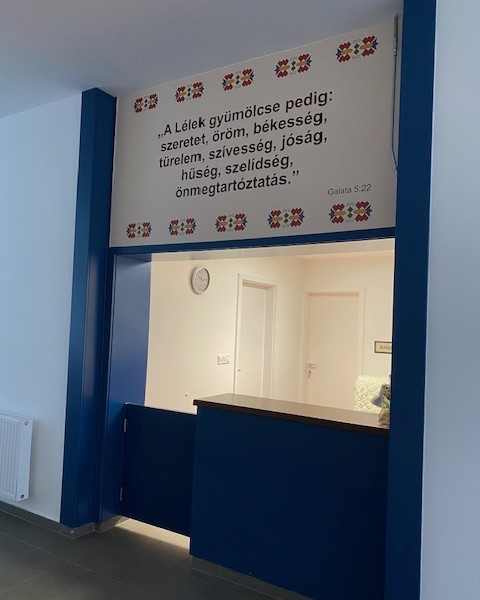 „A Lélek gyümölcse pedig:
szeretet, öröm, békesség,
türelem, szívesség, jóság,
hűség, szelídség,
önmegtartóztatás.”
Galata 5:22